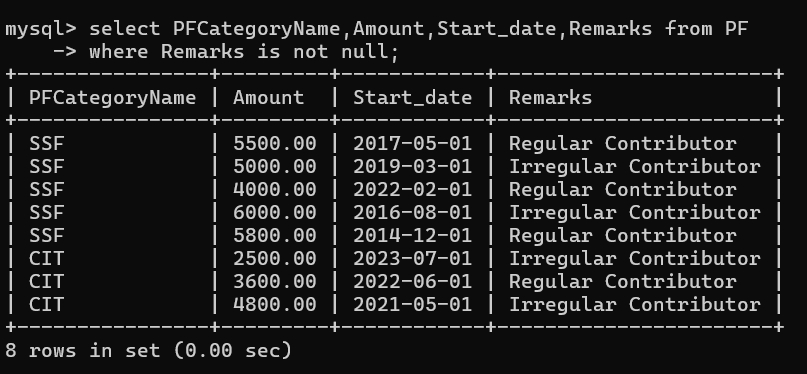 mysql> select PFCategoryName,Amount,Start_date,Remarks from PF
    -> where Remarks is not null;
+----------------+---------+------------+-----------------------+
| PFCategoryName | Amount  | Start_date | Remarks               |
+----------------+---------+------------+-----------------------+
| SSF            | 5500.00 | 2017-05-01 | Regular Contributor   |
| SSF            | 5000.00 | 2019-03-01 | Irregular Contributor |
| SSF            | 4000.00 | 2022-02-01 | Regular Contributor   |
| SSF            | 6000.00 | 2016-08-01 | Irregular Contributor |
| SSF            | 5800.00 | 2014-12-01 | Regular Contributor   |
| CIT            | 2500.00 | 2023-07-01 | Irregular Contributor |
| CIT            | 3600.00 | 2022-06-01 | Regular Contributor   |
| CIT            | 4800.00 | 2021-05-01 | Irregular Contributor |
+----------------+---------+------------+-----------------------+
8 rows in set (0.00 sec)